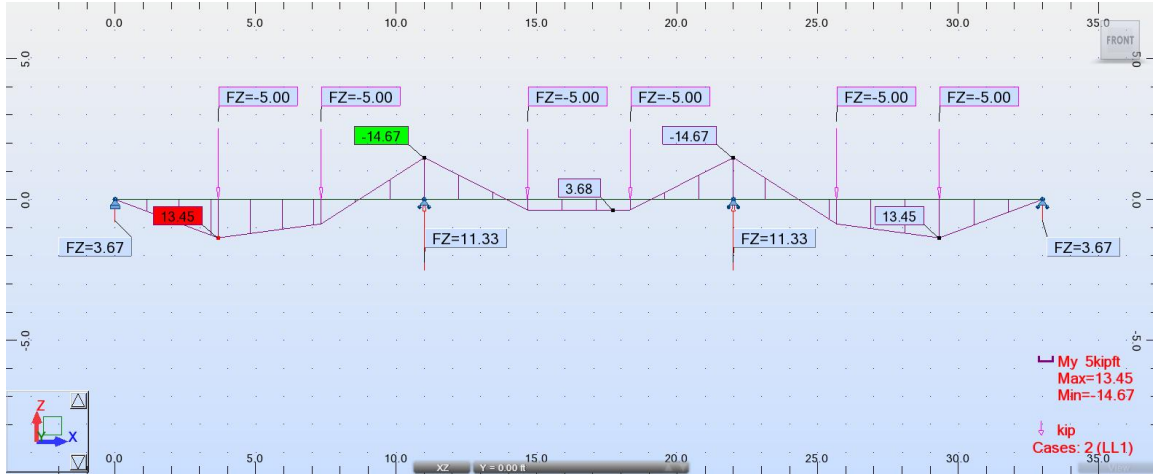 0.0 5.0 10.0 15.0 20.0 25.0 30.0 35.0
FRONT
5.0 5.0
FZ=-5.00 FZ=-5.00 FZ=-5.00 FZ=-5.00 FZ=-5.00 FZ=-5.00
-14.67 -14.67
3.68
0.0 0.0
13.45 13.45
FZ=3.67 FZ=11.33 FZ=11.33 FZ=3.67
-5.0 -5.0
My 5kipft
Max=13.45
Min=-14.67
kip
Cases: 2 (LL1)
Z
Y X
0.0 5.0 10.0 15.0 20.0 25.0 30.0 35.0
XZ Y = 0.00 ft